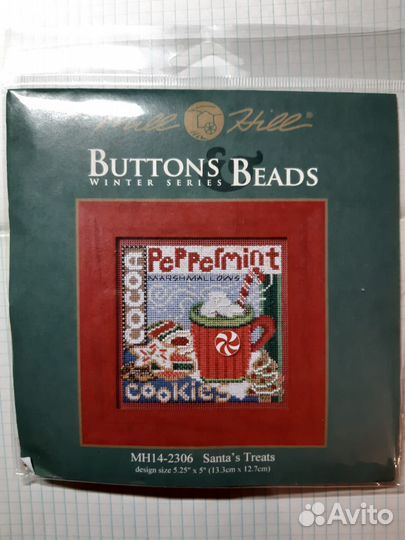 Mill Hill®
BUTTONS & BEADS
WINTER SERIES
Peppermint
MARSHMALLOWS
COCOA
cookies
MH14-2306 Santa's Treats
design size 5.25" x 5" (13.3cm x 12.7cm)
Avito